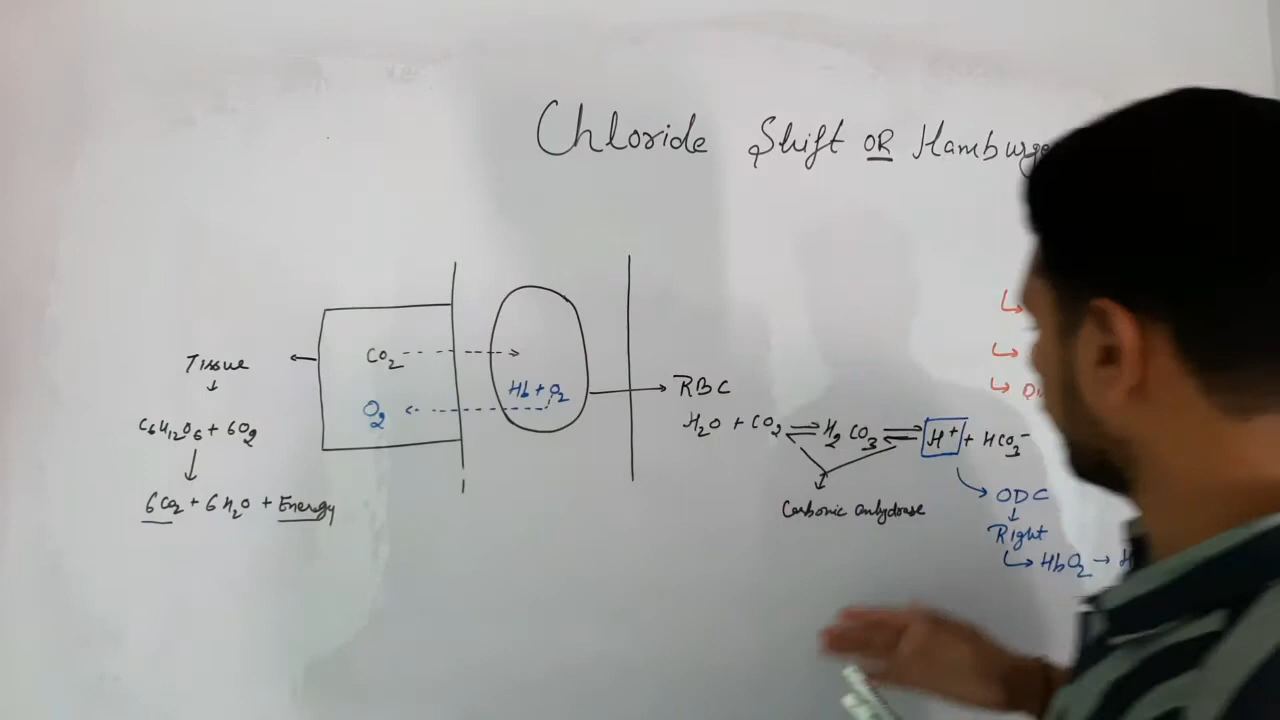 Chloride Shift OR Hamburge
Tissue
↓
C6H12O6 + 6O2
↓
6CO2 + 6H2O + Energy
CO2
O2
Hb + O2
→ RBC
H2O + CO2 ⇌ H2CO3 ⇌ H+ + HCO3-
Carbonic anhydrase
→ ODC
↓
Right
↳ HbO2 → H